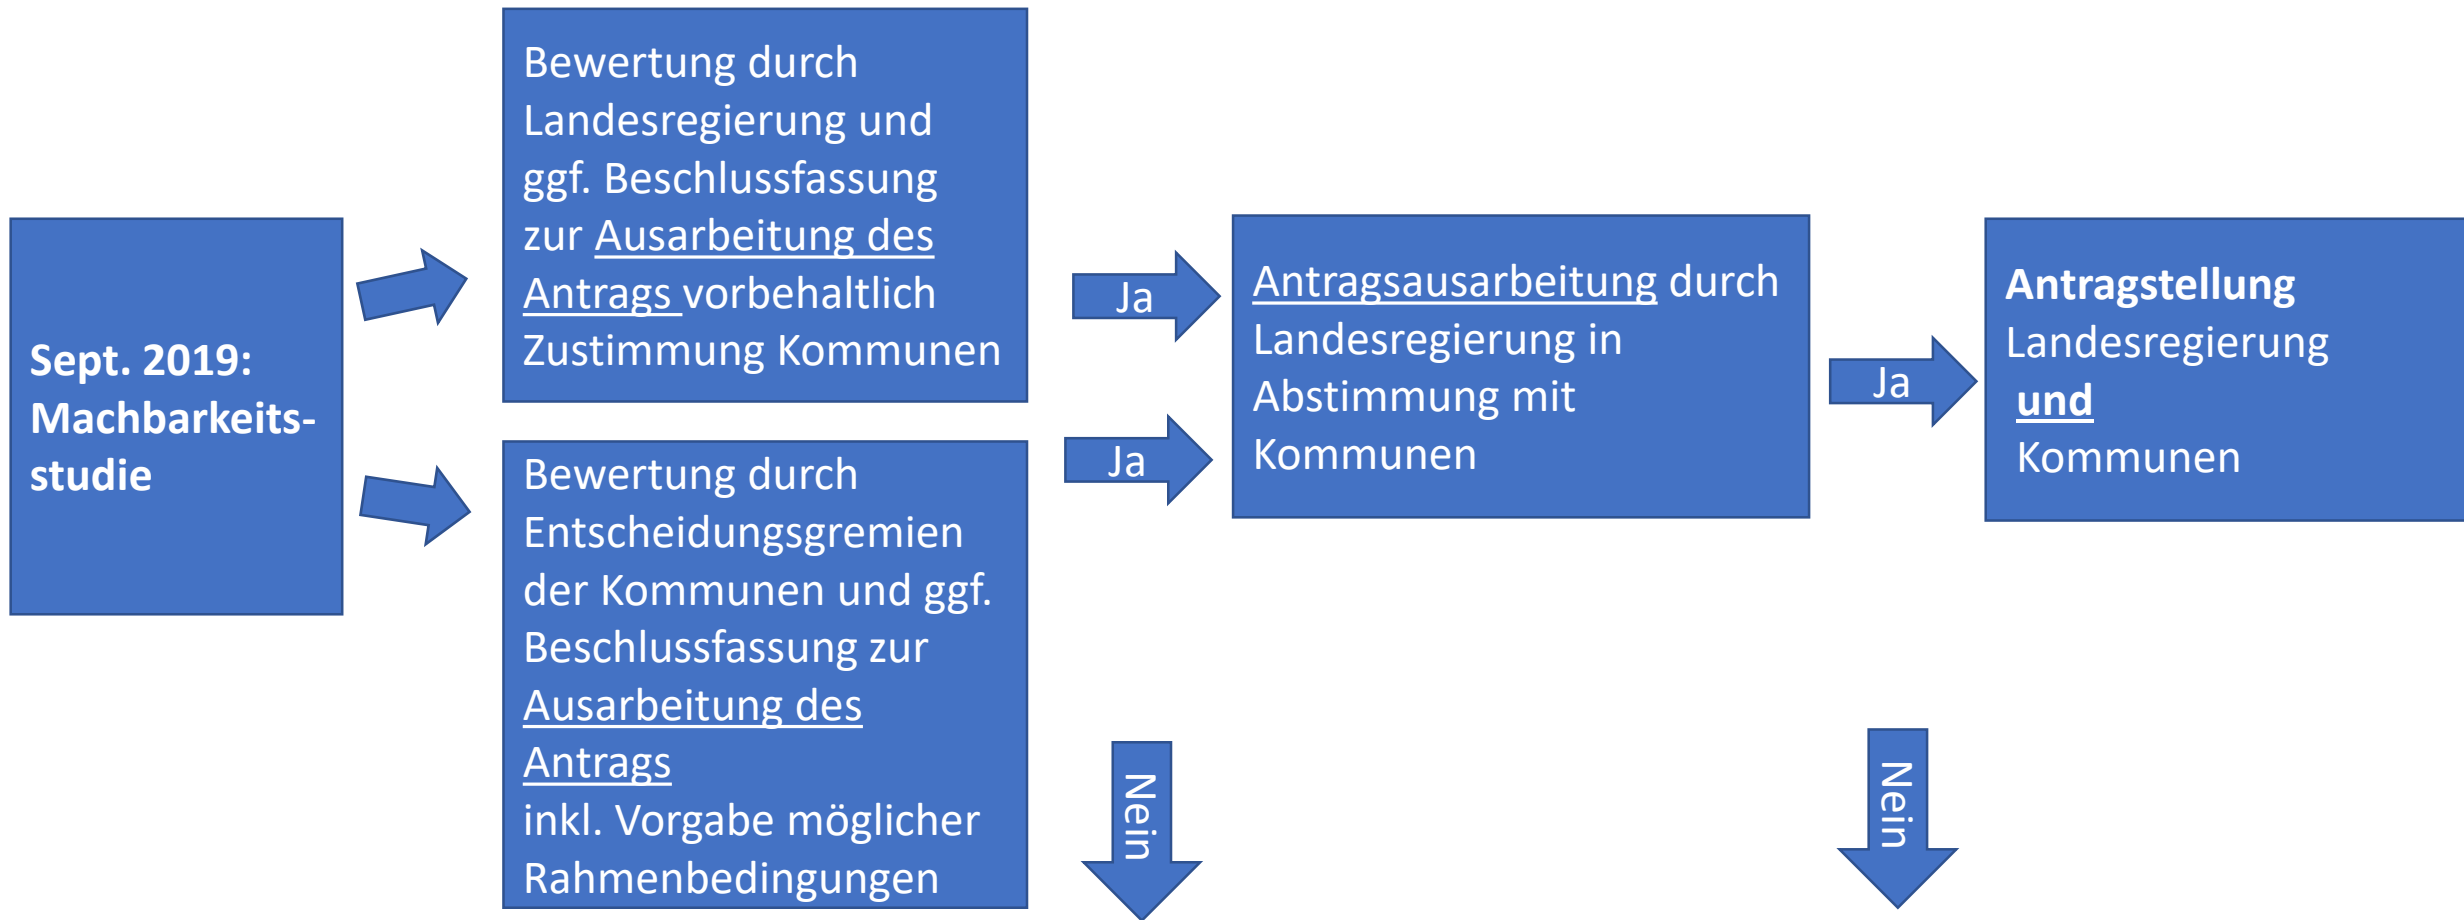 Sept. 2019:
Machbarkeits-
studie
Bewertung durch
Landesregierung und
ggf. Beschlussfassung
zur Ausarbeitung des
Antrags vorbehaltlich
Zustimmung Kommunen
Bewertung durch
Entscheidungsgremien
der Kommunen und ggf.
Beschlussfassung zur
Ausarbeitung des
Antrags
inkl. Vorgabe möglicher
Rahmenbedingungen
Ja
Ja
Nein
Antragsausarbeitung durch
Landesregierung in
Abstimmung mit
Kommunen
Ja
Nein
Antragstellung
Landesregierung
und
Kommunen